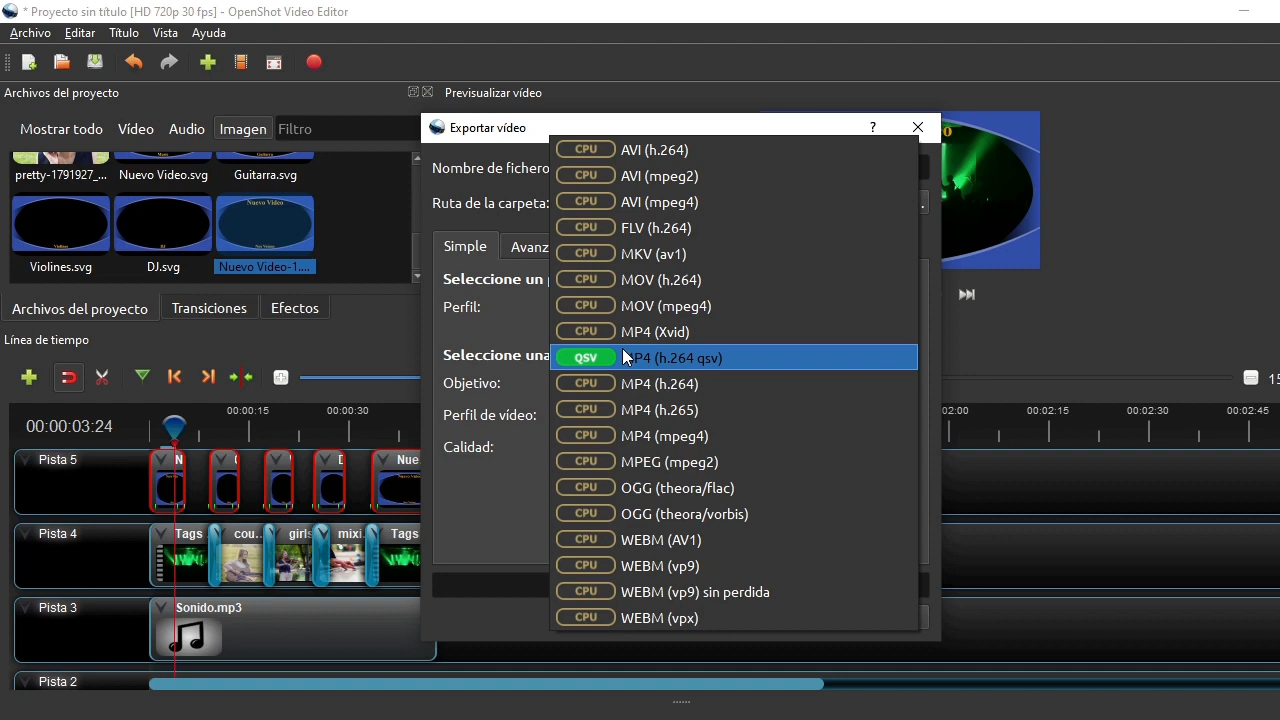 * Proyecto sin título [HD 720p 30 fps] - OpenShot Video Editor
Archivo Editar Título Vista Ayuda
Archivos del proyecto
Previsualizar vídeo
Mostrar todo Vídeo Audio Imagen Filtro
pretty-1791927_... Nuevo Video.svg Guitarra.svg
Nuevo Video
Violines.svg DJ.svg Nuevo Video-1....
Archivos del proyecto Transiciones Efectos
Exportar vídeo
?
Nombre de fichero
Ruta de la carpeta:
Simple Avanz
Seleccione un
Perfil:
Seleccione una
Objetivo:
Perfil de vídeo:
Calidad:
CPU AVI (h.264)
CPU AVI (mpeg2)
CPU AVI (mpeg4)
CPU FLV (h.264)
CPU MKV (av1)
CPU MOV (h.264)
CPU MOV (mpeg4)
CPU MP4 (Xvid)
QSV MP4 (h.264 qsv)
CPU MP4 (h.264)
CPU MP4 (h.265)
CPU MP4 (mpeg4)
CPU MPEG (mpeg2)
CPU OGG (theora/flac)
CPU OGG (theora/vorbis)
CPU WEBM (AV1)
CPU WEBM (vp9)
CPU WEBM (vp9) sin perdida
CPU WEBM (vpx)
Línea de tiempo
15
00:00:03:24
00:00:15 00:00:30 02:00 00:02:15 00:02:30 00:02:45
Pista 5 N Nue
Pista 4 Tags cou... girls mixi Tags
Pista 3 Sonido.mp3
Pista 2